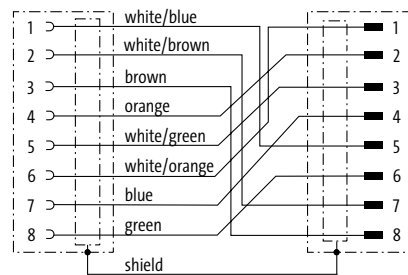 1 white/blue 1
2 white/brown 2
3 brown 3
4 orange 4
5 white/green 5
6 white/orange 6
7 blue 7
8 green 8
shield